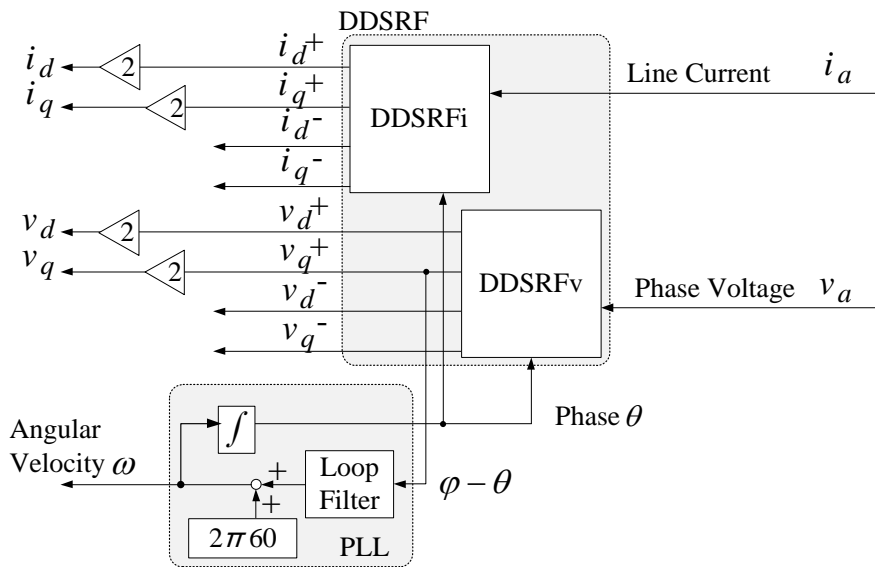 DDSRF
i_d 2 i_d+
i_q 2 i_q+
i_d-
i_q-
DDSRFi
Line Current i_a
v_d 2 v_d+
v_q 2 v_q+
v_d-
v_q-
DDSRFv
Phase Voltage v_a
∫
Phase θ
Angular
Velocity ω
+
+
Loop
Filter
φ − θ
2π60
PLL